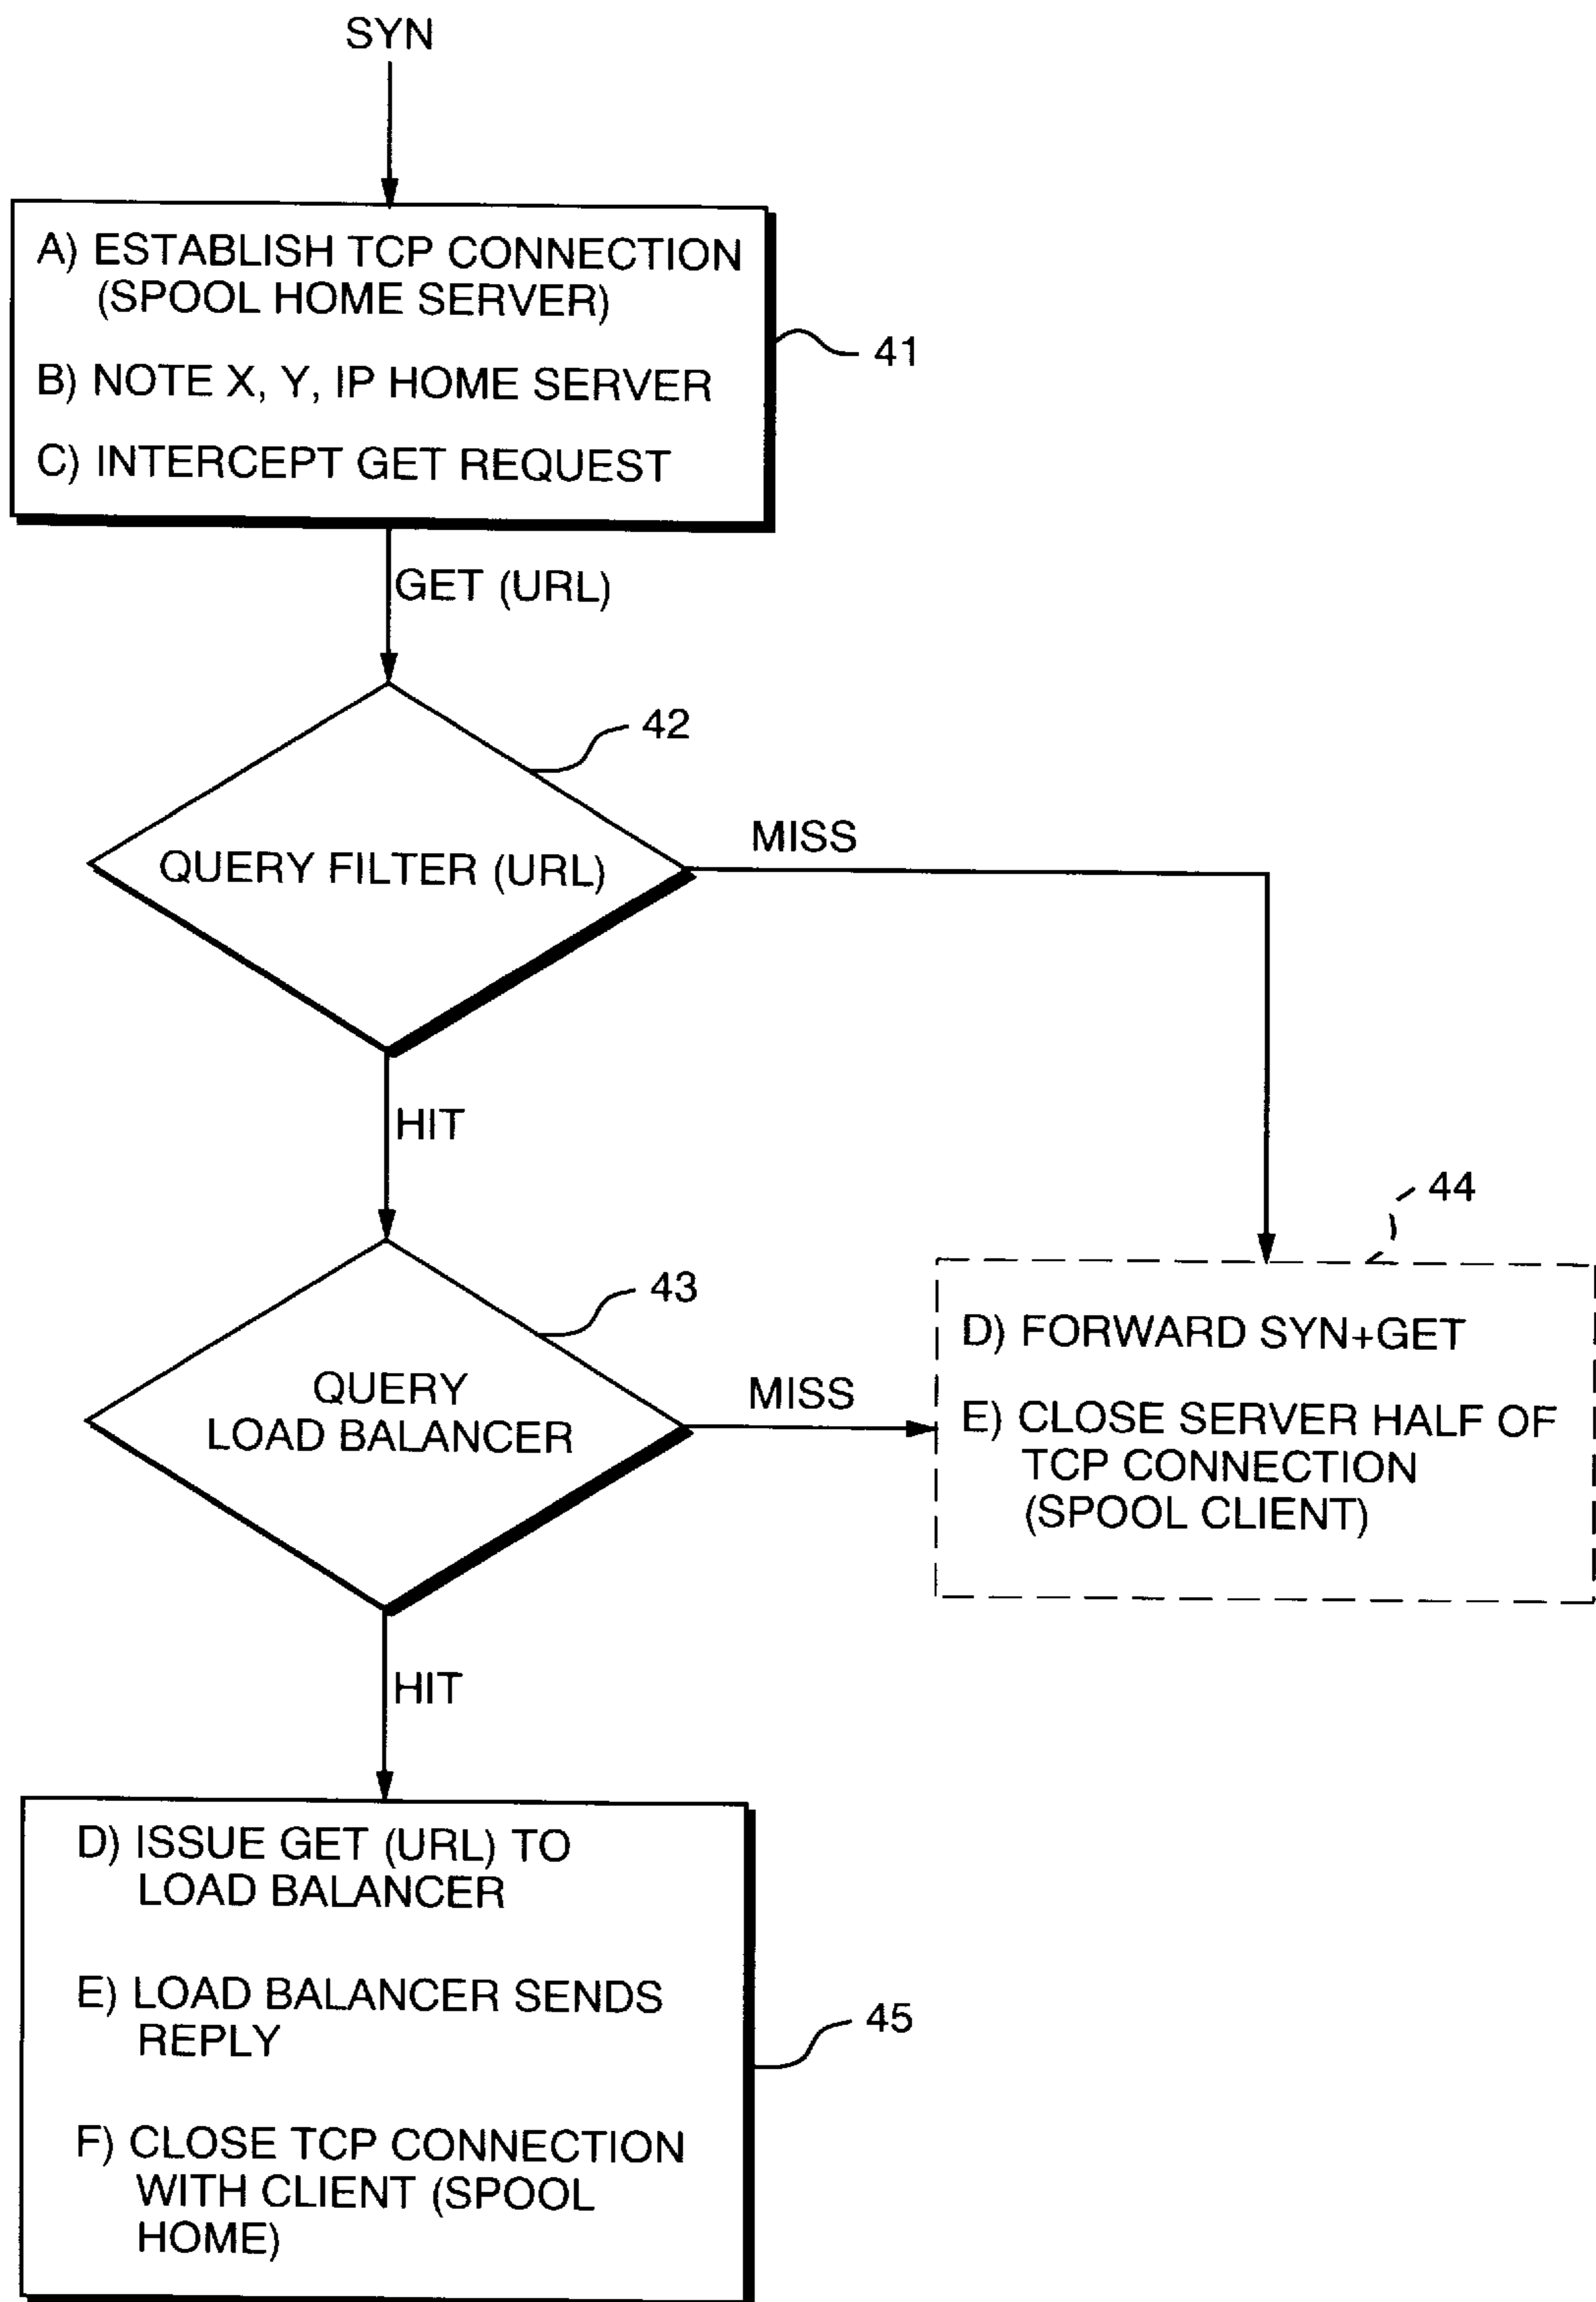 SYN
A) ESTABLISH TCP CONNECTION
(SPOOL HOME SERVER)
B) NOTE X, Y, IP HOME SERVER
C) INTERCEPT GET REQUEST
41
GET (URL)
42
QUERY FILTER (URL)
MISS
HIT
43
QUERY
LOAD BALANCER
MISS
44
D) FORWARD SYN+GET
E) CLOSE SERVER HALF OF
TCP CONNECTION
(SPOOL CLIENT)
HIT
D) ISSUE GET (URL) TO
LOAD BALANCER
E) LOAD BALANCER SENDS
REPLY
F) CLOSE TCP CONNECTION
WITH CLIENT (SPOOL
HOME)
45